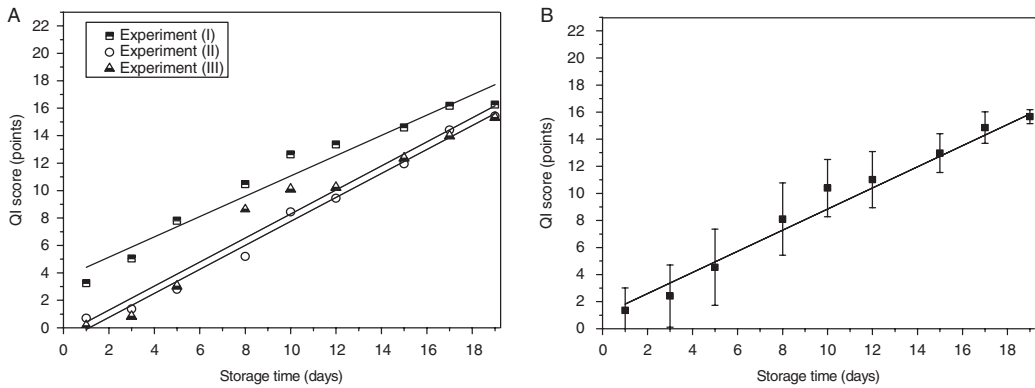 A
22
20
18
16
14
12
10
8
6
4
2
0
QI score (points)
Experiment (I)
Experiment (II)
Experiment (III)
0 2 4 6 8 10 12 14 16 18
Storage time (days)
B
22
20
18
16
14
12
10
8
6
4
2
0
QI score (points)
0 2 4 6 8 10 12 14 16 18
Storage time (days)